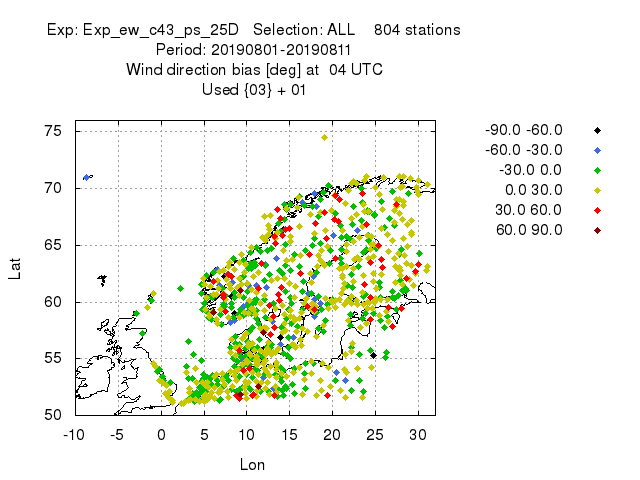 Exp: Exp_ew_c43_ps_25D Selection: ALL 804 stations
Period: 20190801-20190811
Wind direction bias [deg] at 04 UTC
Used {03} + 01
-90.0 -60.0
-60.0 -30.0
-30.0 0.0
0.0 30.0
30.0 60.0
60.0 90.0
75
70
65
60
55
50
Lat
-10 -5 0 5 10 15 20 25 30
Lon